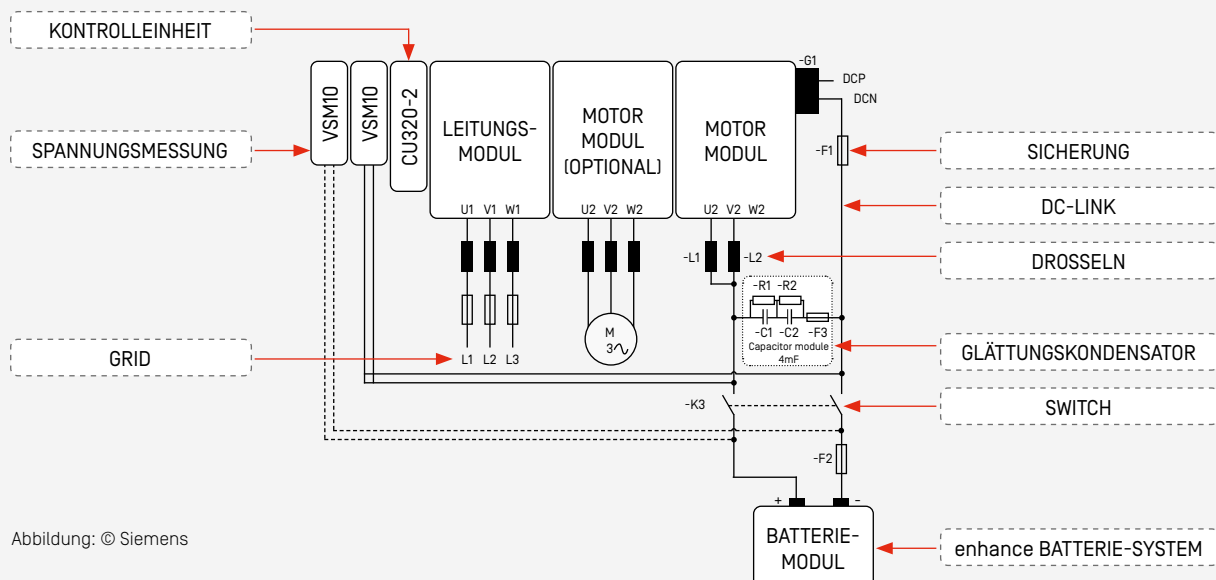 KONTROLLEINHEIT
SPANNUNGSMESSUNG
GRID
VSM10
VSM10
CU320-2
LEITUNGS-
MODUL
U1 V1 W1
L1 L2 L3
MOTOR
MODUL
(OPTIONAL)
U2 V2 W2
M
3
MOTOR
MODUL
U2 V2 W2
-G1
DCP
DCN
-F1
-L1
-L2
-R1 -R2
-C1 -C2 -F3
Capacitor module
4mF
-K3
-F2
+ -
BATTERIE-
MODUL
SICHERUNG
DC-LINK
DROSSELN
GLÄTTUNGSKONDENSATOR
SWITCH
enhance BATTERIE-SYSTEM
Abbildung: © Siemens